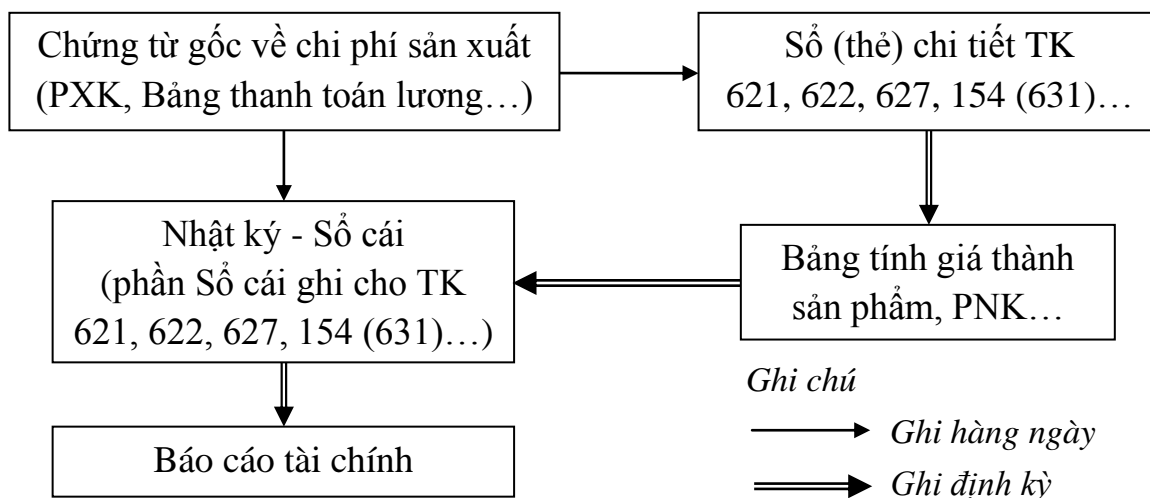 Chứng từ gốc về chi phí sản xuất
(PXK, Bảng thanh toán lương…)
Sổ (thẻ) chi tiết TK
621, 622, 627, 154 (631)…
Nhật ký - Sổ cái
(phần Sổ cái ghi cho TK
621, 622, 627, 154 (631)…)
Bảng tính giá thành
sản phẩm, PNK…
Báo cáo tài chính
Ghi chú
Ghi hàng ngày
Ghi định kỳ